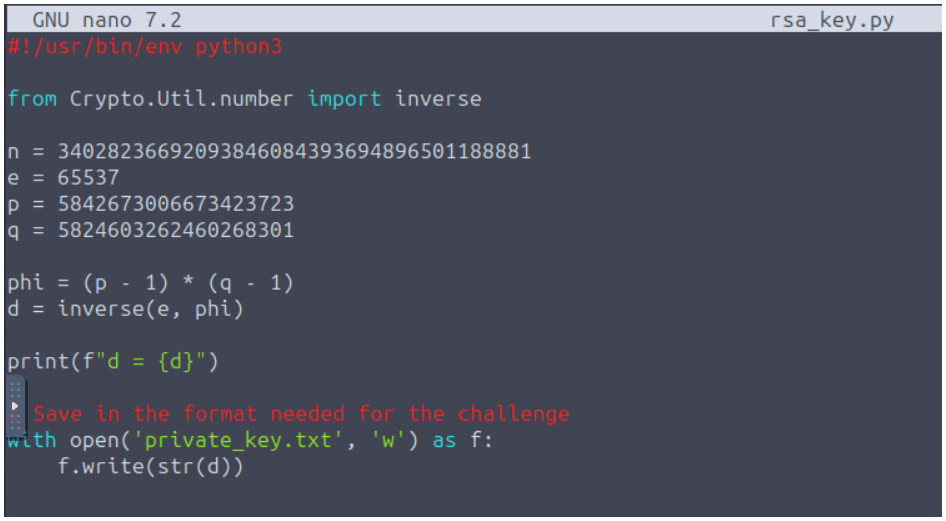 GNU nano 7.2 rsa_key.py
#!/usr/bin/env python3
from Crypto.Util.number import inverse
n = 340282366920938460843936948965011888881
e = 65537
p = 5842673006673423723
q = 5824603262460268301
phi = (p - 1) * (q - 1)
d = inverse(e, phi)
print(f"d = {d}")
Save in the format needed for the challenge
with open('private_key.txt', 'w') as f:
    f.write(str(d))